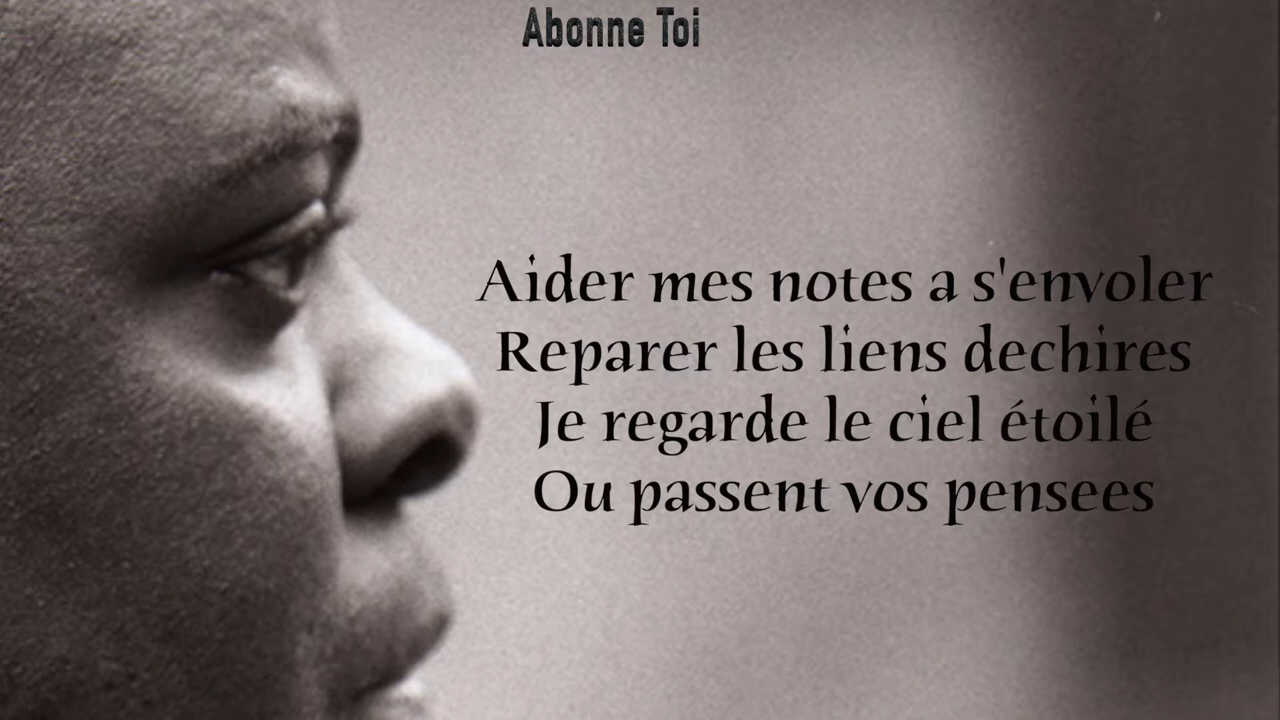 Abonne Toi
Aider mes notes a s'envoler
Reparer les liens dechires
Je regarde le ciel étoilé
Ou passent vos pensees